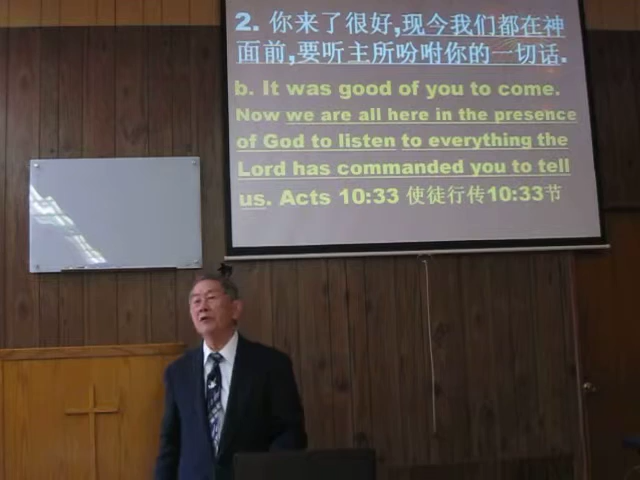 2. 你来了很好,现今我们都在神
面前,要听主所吩咐你的一切话.
b. It was good of you to come.
Now we are all here in the presence
of God to listen to everything the
Lord has commanded you to tell
us. Acts 10:33 使徒行传10:33节